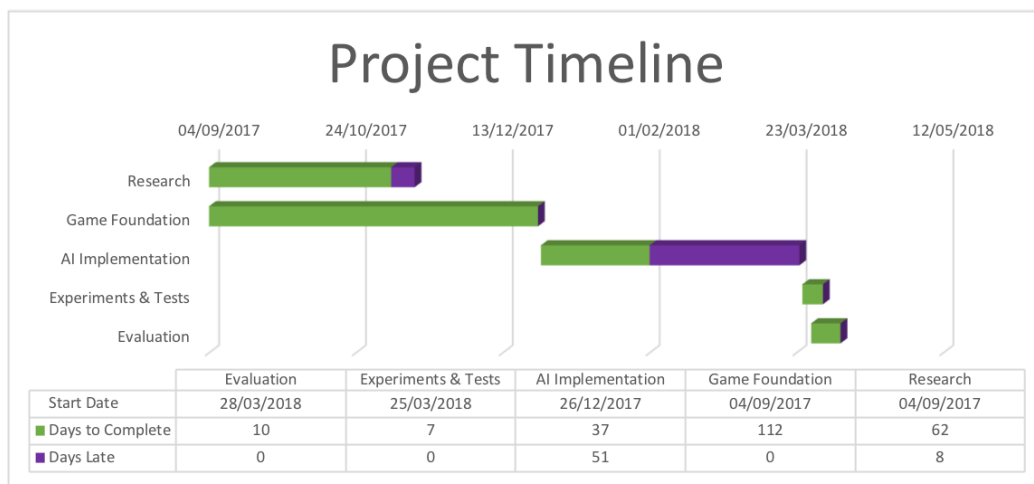 Project Timeline
04/09/2017 24/10/2017 13/12/2017 01/02/2018 23/03/2018 12/05/2018
Research
Game Foundation
AI Implementation
Experiments & Tests
Evaluation
Evaluation Experiments & Tests AI Implementation Game Foundation Research
Start Date 28/03/2018 25/03/2018 26/12/2017 04/09/2017 04/09/2017
Days to Complete 10 7 37 112 62
Days Late 0 0 51 0 8